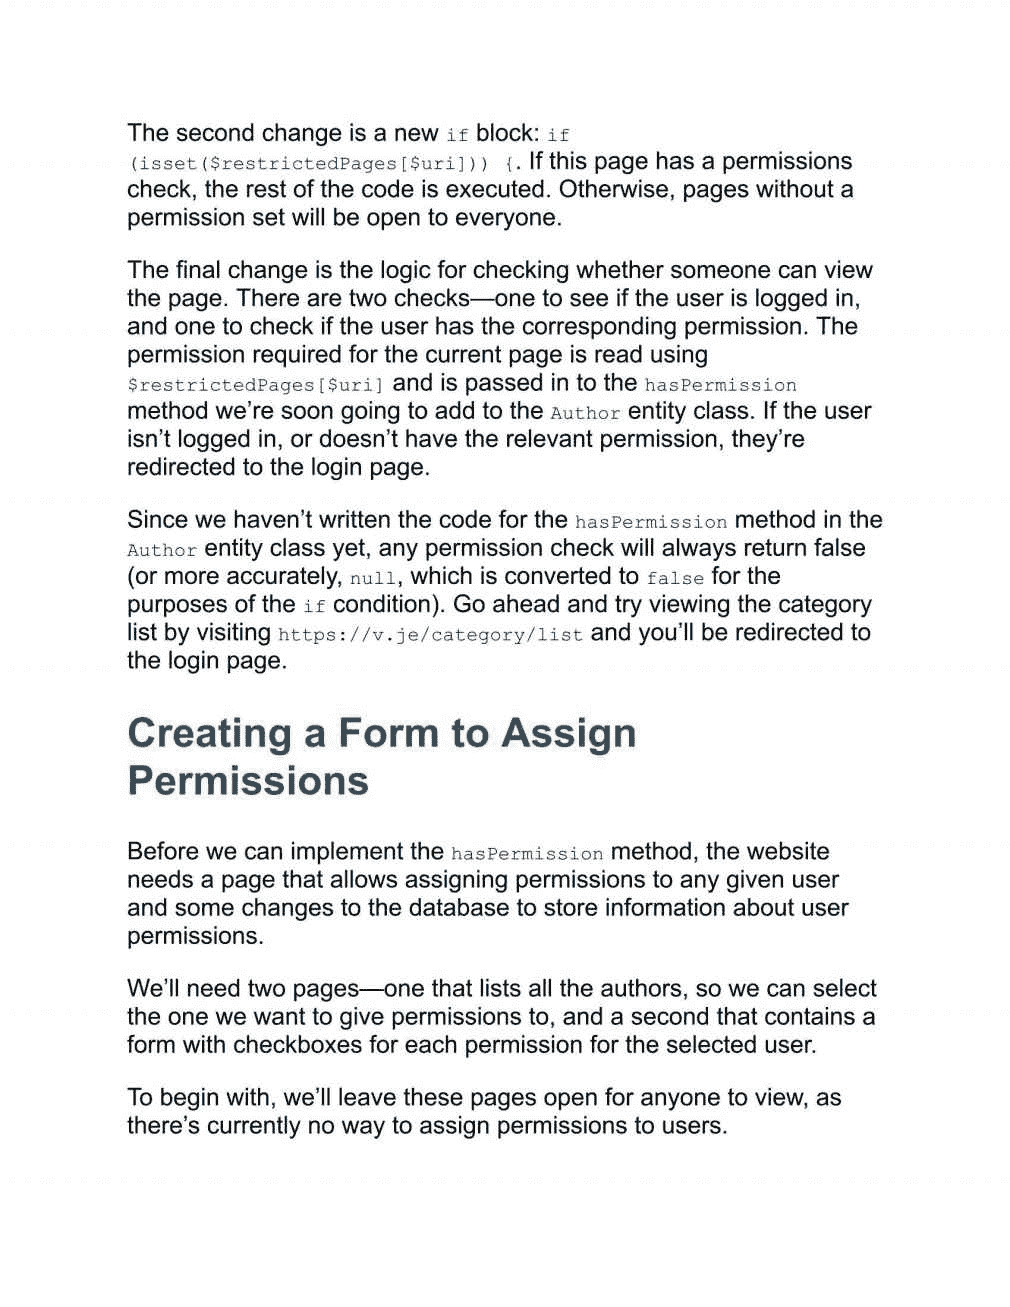 The second change is a new if block: if
(isset($restrictedPages[$uri])) {. If this page has a permissions
check, the rest of the code is executed. Otherwise, pages without a
permission set will be open to everyone.
The final change is the logic for checking whether someone can view
the page. There are two checks—one to see if the user is logged in,
and one to check if the user has the corresponding permission. The
permission required for the current page is read using
$restrictedPages[$uri] and is passed in to the hasPermission
method we’re soon going to add to the Author entity class. If the user
isn’t logged in, or doesn’t have the relevant permission, they’re
redirected to the login page.
Since we haven’t written the code for the hasPermission method in the
Author entity class yet, any permission check will always return false
(or more accurately, null, which is converted to false for the
purposes of the if condition). Go ahead and try viewing the category
list by visiting https://v.je/category/list and you’ll be redirected to
the login page.
Creating a Form to Assign
Permissions
Before we can implement the hasPermission method, the website
needs a page that allows assigning permissions to any given user
and some changes to the database to store information about user
permissions.
We’ll need two pages—one that lists all the authors, so we can select
the one we want to give permissions to, and a second that contains a
form with checkboxes for each permission for the selected user.
To begin with, we’ll leave these pages open for anyone to view, as
there’s currently no way to assign permissions to users.